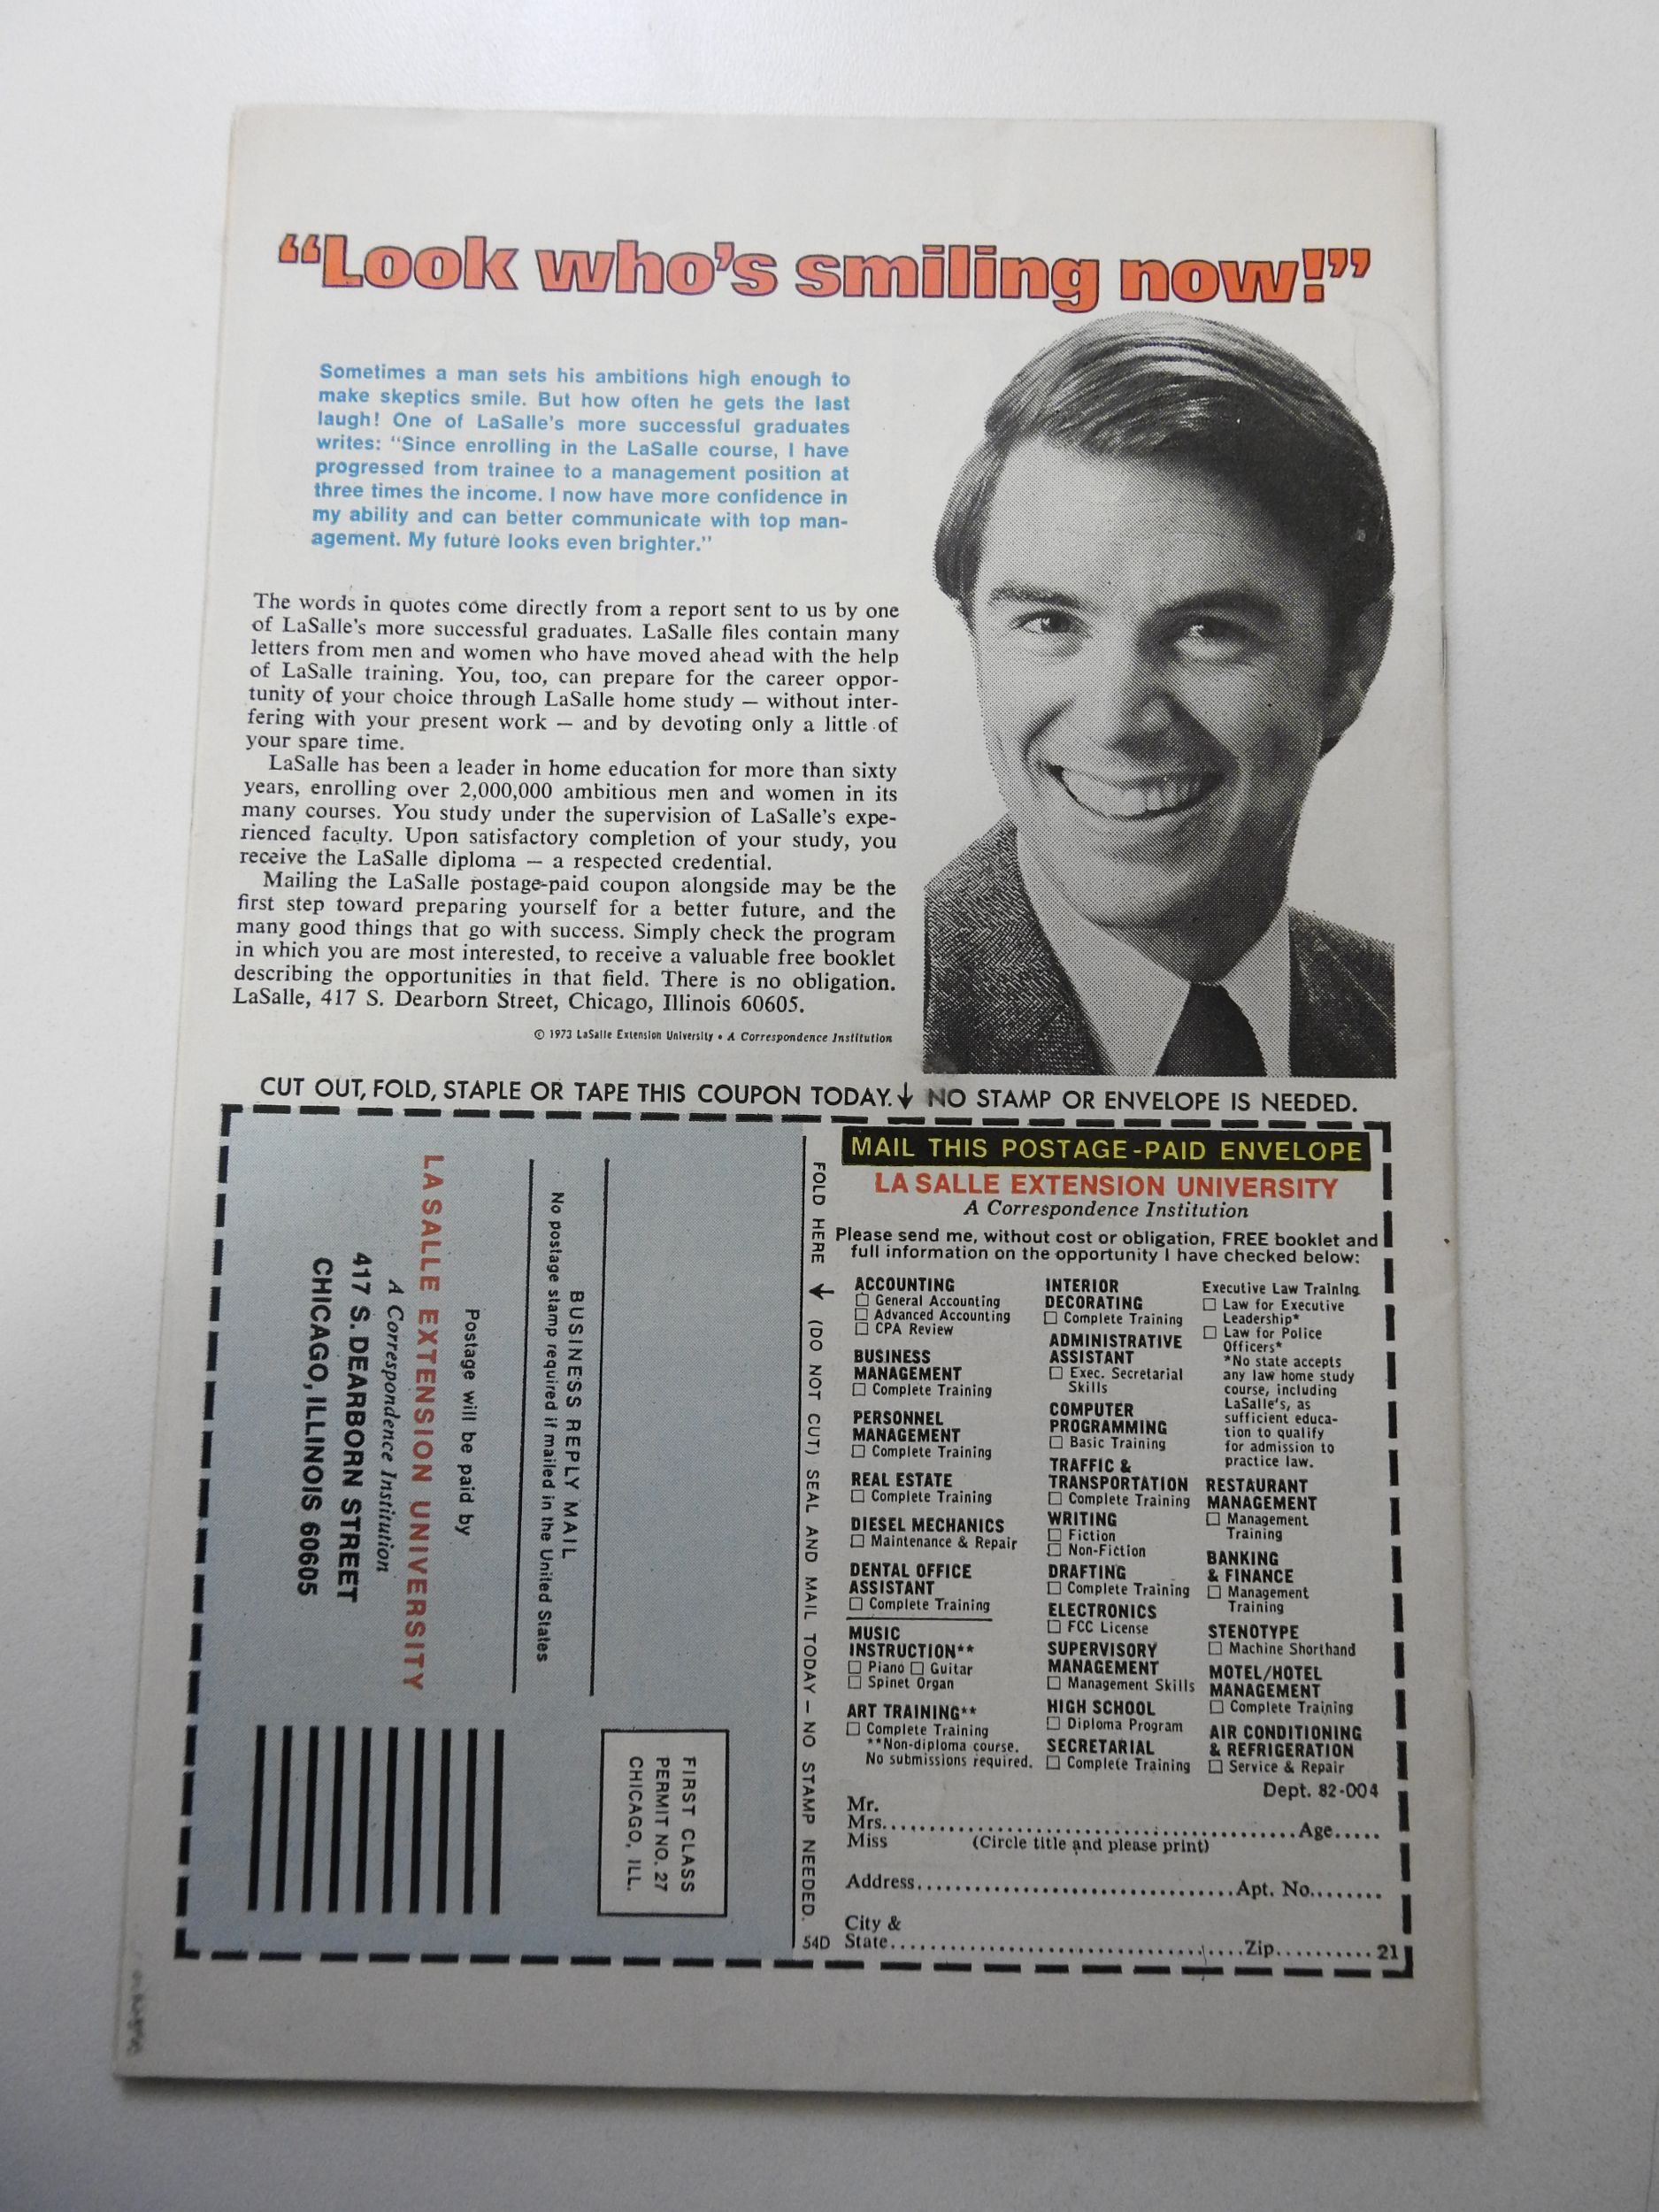 “Look who’s smiling now!”
Sometimes a man sets his ambitions high enough to
make skeptics smile. But how often he gets the last
laugh! One of LaSalle’s more successful graduates
writes: “Since enrolling in the LaSalle course, I have
progressed from trainee to a management position at
three times the income. I now have more confidence in
my ability and can better communicate with top man-
agement. My future looks even brighter.”
The words in quotes come directly from a report sent to us by one
of LaSalle’s more successful graduates. LaSalle files contain many
letters from men and women who have moved ahead with the help
of LaSalle training. You, too, can prepare for the career oppor-
tunity of your choice through LaSalle home study — without inter-
fering with your present work — and by devoting only a little of
your spare time.
LaSalle has been a leader in home education for more than sixty
years, enrolling over 2,000,000 ambitious men and women in its
many courses. You study under the supervision of LaSalle’s expe-
rienced faculty. Upon satisfactory completion of your study, you
receive the LaSalle diploma — a respected credential.
Mailing the LaSalle postage-paid coupon alongside may be the
first step toward preparing yourself for a better future, and the
many good things that go with success. Simply check the program
in which you are most interested, to receive a valuable free booklet
describing the opportunities in that field. There is no obligation.
LaSalle, 417 S. Dearborn Street, Chicago, Illinois 60605.
© 1973 LaSalle Extension University • A Correspondence Institution
CUT OUT, FOLD, STAPLE OR TAPE THIS COUPON TODAY.↓ NO STAMP OR ENVELOPE IS NEEDED.
FIRST CLASS
PERMIT NO. 27
CHICAGO, ILL.
BUSINESS REPLY MAIL
No postage stamp required if mailed in the United States
Postage will be paid by
LA SALLE EXTENSION UNIVERSITY
A Correspondence Institution
417 S. DEARBORN STREET
CHICAGO, ILLINOIS 60605
FOLD HERE → (DO NOT CUT) SEAL AND MAIL TODAY — NO STAMP NEEDED.
54D
MAIL THIS POSTAGE-PAID ENVELOPE
LA SALLE EXTENSION UNIVERSITY
A Correspondence Institution
Please send me, without cost or obligation, FREE booklet and
full information on the opportunity I have checked below:
ACCOUNTING
☐ General Accounting
☐ Advanced Accounting
☐ CPA Review
BUSINESS
MANAGEMENT
☐ Complete Training
PERSONNEL
MANAGEMENT
☐ Complete Training
REAL ESTATE
☐ Complete Training
DIESEL MECHANICS
☐ Maintenance & Repair
DENTAL OFFICE
ASSISTANT
☐ Complete Training
MUSIC
INSTRUCTION**
☐ Piano ☐ Guitar
☐ Spinet Organ
ART TRAINING**
☐ Complete Training
**Non-diploma course.
No submissions required.
INTERIOR
DECORATING
☐ Complete Training
ADMINISTRATIVE
ASSISTANT
☐ Exec. Secretarial
Skills
COMPUTER
PROGRAMMING
☐ Basic Training
TRAFFIC &
TRANSPORTATION
☐ Complete Training
WRITING
☐ Fiction
☐ Non-Fiction
DRAFTING
☐ Complete Training
ELECTRONICS
☐ FCC License
SUPERVISORY
MANAGEMENT
☐ Management Skills
HIGH SCHOOL
☐ Diploma Program
SECRETARIAL
☐ Complete Training
Executive Law Training
☐ Law for Executive
Leadership*
☐ Law for Police
Officers*
*No state accepts
any law home study
course, including
LaSalle’s, as
sufficient educa-
tion to qualify
for admission to
practice law.
RESTAURANT
MANAGEMENT
☐ Management
Training
BANKING
& FINANCE
☐ Management
Training
STENOTYPE
☐ Machine Shorthand
MOTEL/HOTEL
MANAGEMENT
☐ Complete Training
AIR CONDITIONING
& REFRIGERATION
☐ Service & Repair
Dept. 82-004
Mr.
Mrs. Age
Miss (Circle title and please print)
Address Apt. No.
City &
State Zip 21